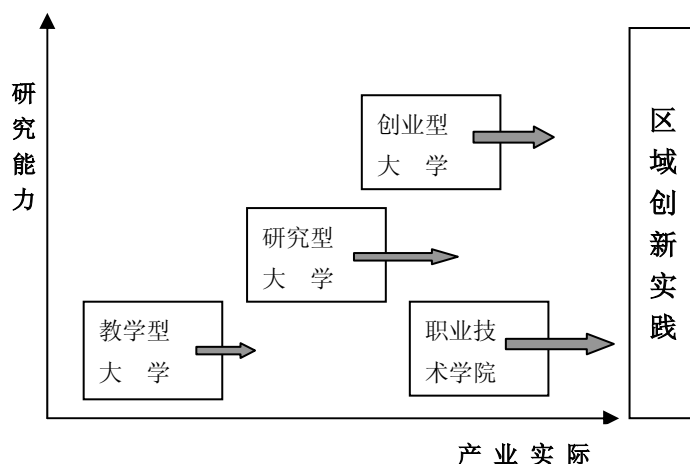 研究能力
创业型
大 学
研究型
大 学
教学型
大 学
职业技
术学院
区域创新实践
产 业 实 际